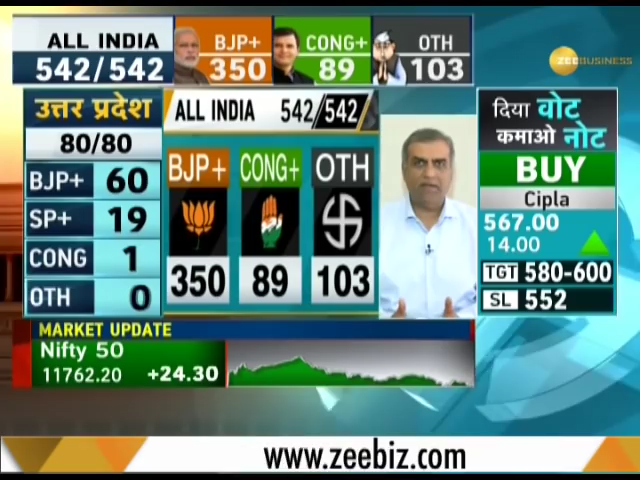 ALL INDIA
542/542
BJP+
350
CONG+
89
OTH
103
ZEEBUSINESS
उत्तर प्रदेश
80/80
BJP+ 60
SP+ 19
CONG 1
OTH 0
ALL INDIA 542/542
BJP+ CONG+ OTH
350 89 103
दिया वोट
कमाओ नोट
BUY
Cipla
567.00
14.00
TGT 580-600
SL 552
MARKET UPDATE
Nifty 50
11762.20 +24.30
www.zeebiz.com